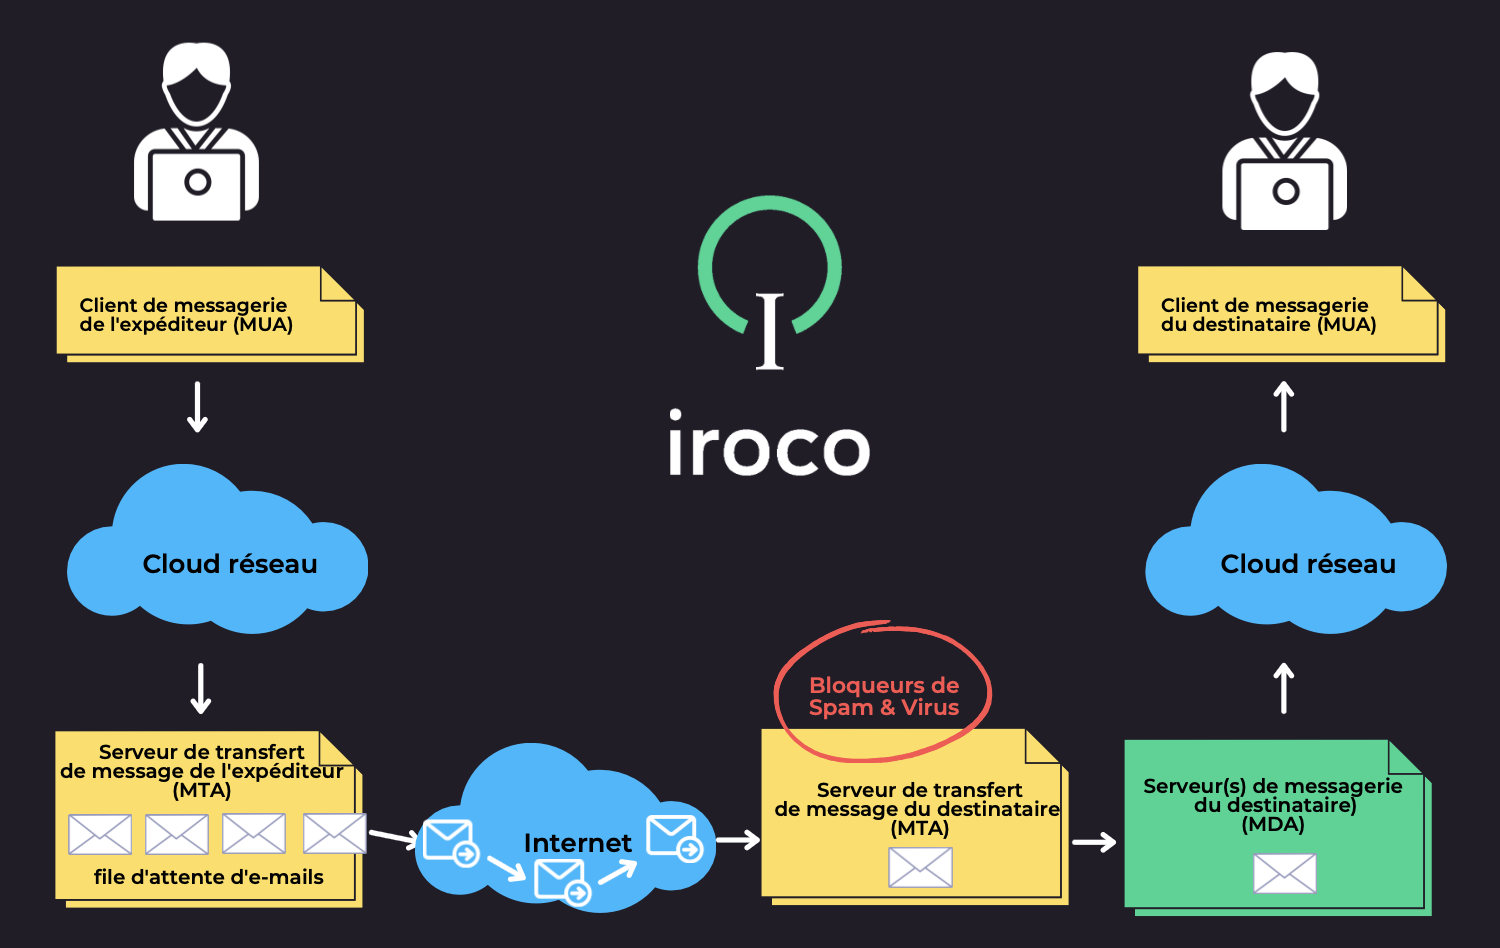 Client de messagerie
de l'expéditeur (MUA)
Cloud réseau
Serveur de transfert
de message de l'expéditeur
(MTA)
file d'attente d'e-mails
Internet
I
iroco
Bloqueurs de
Spam & Virus
Serveur de transfert
de message du destinataire
(MTA)
Serveur(s) de messagerie
du destinataire)
(MDA)
Cloud réseau
Client de messagerie
du destinataire (MUA)